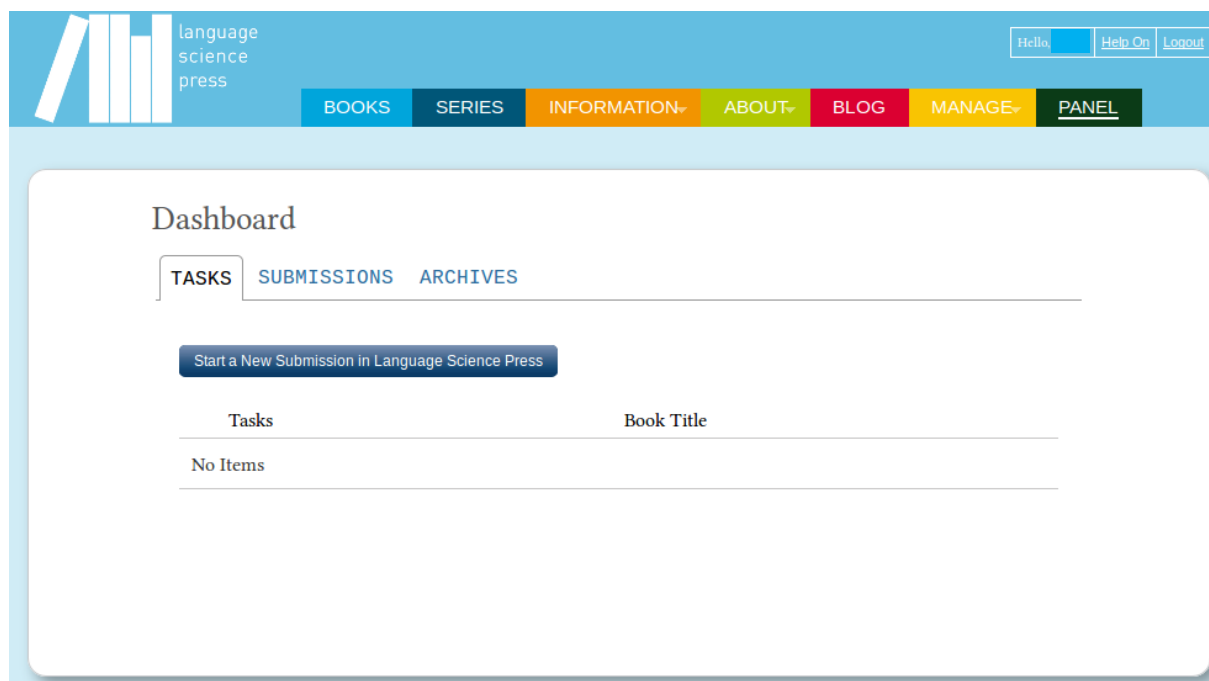 language
science
press
Hello, Help On Logout
BOOKS SERIES INFORMATION ABOUT BLOG MANAGE PANEL
Dashboard
TASKS SUBMISSIONS ARCHIVES
Start a New Submission in Language Science Press
Tasks Book Title
No Items